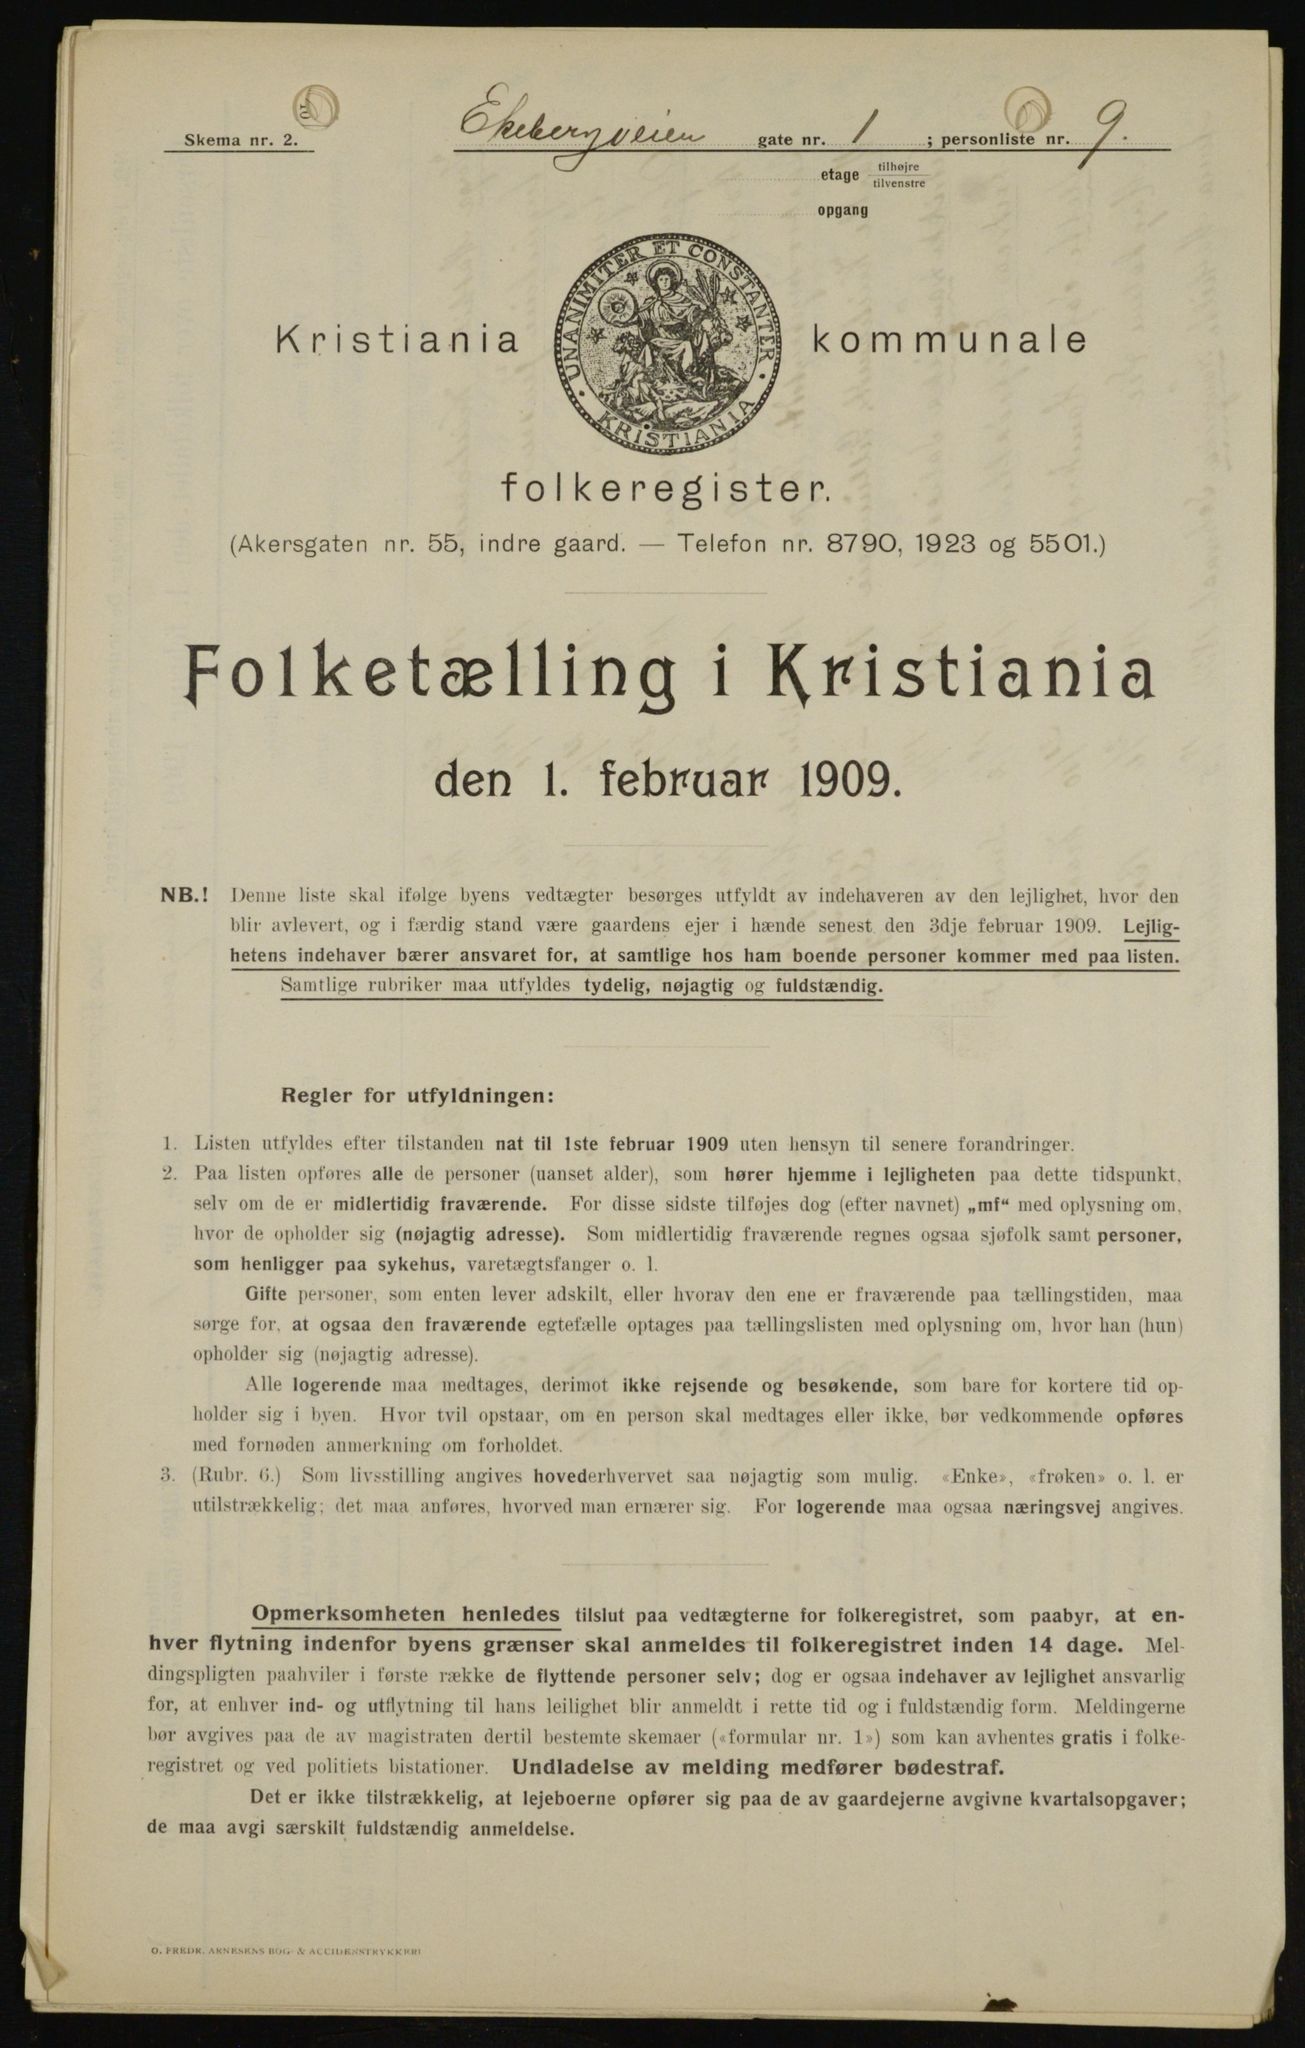 Skema nr. 2. Ekebergveien gate nr. 1 ; personliste nr. 9.
etage tilhøjre
tilvenstre
opgang
UNANIMITER ET CONSTANTER
KRISTIANIA
Kristiania kommunale
folkeregister.
(Akersgaten nr. 55, indre gaard. — Telefon nr. 8790, 1923 og 5501.)
Folketælling i Kristiania
den 1. februar 1909.
NB.! Denne liste skal ifølge byens vedtægter besørges utfyldt av indehaveren av den lejlighet, hvor den
blir avlevert, og i færdig stand være gaardens ejer i hænde senest den 3dje februar 1909. Lejlig-
hetens indehaver bærer ansvaret for, at samtlige hos ham boende personer kommer med paa listen.
Samtlige rubriker maa utfyldes tydelig, nøjagtig og fuldstændig.
Regler for utfyldningen:
1. Listen utfyldes efter tilstanden nat til 1ste februar 1909 uten hensyn til senere forandringer.
2. Paa listen opføres alle de personer (uanset alder), som hører hjemme i lejligheten paa dette tidspunkt,
selv om de er midlertidig fraværende. For disse sidste tilføjes dog (efter navnet) „mf“ med oplysning om,
hvor de opholder sig (nøjagtig adresse). Som midlertidig fraværende regnes ogsaa sjøfolk samt personer,
som henligger paa sykehus, varetægtsfanger o. l.
Gifte personer, som enten lever adskilt, eller hvorav den ene er fraværende paa tællingstiden, maa
sørge for, at ogsaa den fraværende egtefælle optages paa tællingslisten med oplysning om, hvor han (hun)
opholder sig (nøjagtig adresse).
Alle logerende maa medtages, derimot ikke rejsende og besøkende, som bare for kortere tid op-
holder sig i byen. Hvor tvil opstaar, om en person skal medtages eller ikke, bør vedkommende opføres
med fornøden anmerkning om forholdet.
3. (Rubr. 6.) Som livsstilling angives hovederhvervet saa nøjagtig som mulig. «Enke», «frøken» o. l. er
utilstrækkelig; det maa anføres, hvorved man ernærer sig. For logerende maa ogsaa næringsvej angives.
Opmerksomheten henledes tilslut paa vedtægterne for folkeregistret, som paabyr, at en-
hver flytning indenfor byens grænser skal anmeldes til folkeregistret inden 14 dage. Mel-
dingspligten paahviler i første række de flyttende personer selv; dog er ogsaa indehaver av lejlighet ansvarlig
for, at enhver ind- og utflytning til hans leilighet blir anmeldt i rette tid og i fuldstændig form. Meldingerne
bør avgives paa de av magistraten dertil bestemte skemaer («formular nr. 1») som kan avhentes gratis i folke-
registret og ved politiets bistationer. Undladelse av melding medfører bødestraf.
Det er ikke tilstrækkelig, at lejeboerne opfører sig paa de av gaardejerne avgivne kvartalsopgaver;
de maa avgi særskilt fuldstændig anmeldelse.
O. FREDR. ARNESENS BOG- & ACCIDENSTRYKKERI